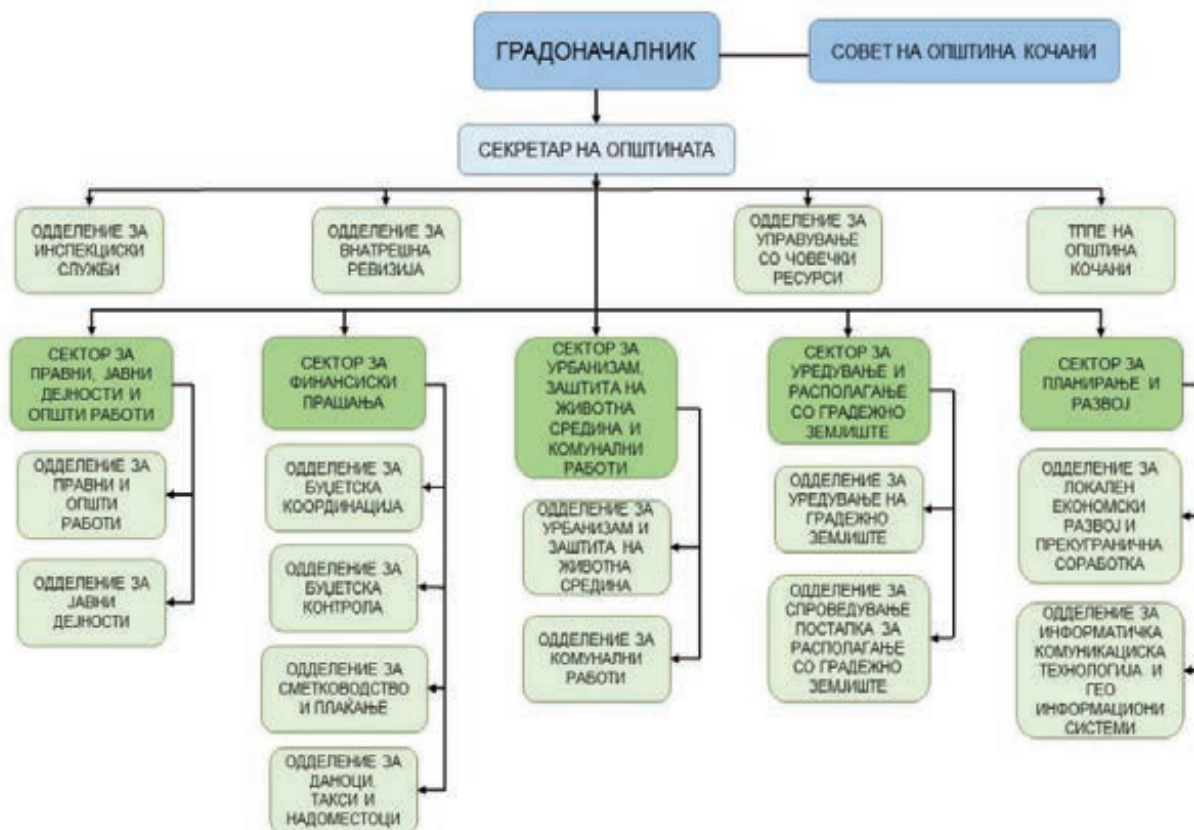 ГРАДОНАЧАЛНИК
СОВЕТ НА ОПШТИНА КОЧАНИ
СЕКРЕТАР НА ОПШТИНАТА
ОДДЕЛЕНИЕ ЗА
ИНСПЕКЦИСКИ
СЛУЖБИ
ОДДЕЛЕНИЕ ЗА
ВНАТРЕШНА
РЕВИЗИЈА
ОДДЕЛЕНИЕ ЗА
УПРАВУВАЊЕ
СО ЧОВЕЧКИ
РЕСУРСИ
ТППЕ НА
ОПШТИНА
КОЧАНИ
СЕКТОР ЗА
ПРАВНИ, ЈАВНИ
ДЕЈНОСТИ И
ОПШТИ РАБОТИ
ОДДЕЛЕНИЕ ЗА
ПРАВНИ И
ОПШТИ
РАБОТИ
ОДДЕЛЕНИЕ ЗА
ЈАВНИ
ДЕЈНОСТИ
СЕКТОР ЗА
ФИНАНСИСКИ
ПРАШАЊА
ОДДЕЛЕНИЕ ЗА
БУЏЕТСКА
КООРДИНАЦИЈА
ОДДЕЛЕНИЕ ЗА
БУЏЕТСКА
КОНТРОЛА
ОДДЕЛЕНИЕ ЗА
СМЕТКОВОДСТВО
И ПЛАЌАЊЕ
ОДДЕЛЕНИЕ ЗА
ДАНОЦИ,
ТАКСИ И
НАДОМЕСТОЦИ
СЕКТОР ЗА
УРБАНИЗАМ,
ЗАШТИТА НА
ЖИВОТНА
СРЕДИНА И
КОМУНАЛНИ
РАБОТИ
ОДДЕЛЕНИЕ ЗА
УРБАНИЗАМ И
ЗАШТИТА НА
ЖИВОТНА
СРЕДИНА
ОДДЕЛЕНИЕ ЗА
КОМУНАЛНИ
РАБОТИ
СЕКТОР ЗА
УРЕДУВАЊЕ И
РАСПОЛАГАЊЕ
СО ГРАДЕЖНО
ЗЕМЈИШТЕ
ОДДЕЛЕНИЕ ЗА
УРЕДУВАЊЕ НА
ГРАДЕЖНО
ЗЕМЈИШТЕ
ОДДЕЛЕНИЕ ЗА
СПРОВЕДУВАЊЕ
ПОСТАПКА ЗА
РАСПОЛАГАЊЕ
СО ГРАДЕЖНО
ЗЕМЈИШТЕ
СЕКТОР ЗА
ПЛАНИРАЊЕ И
РАЗВОЈ
ОДДЕЛЕНИЕ ЗА
ЛОКАЛЕН
ЕКОНОМСКИ
РАЗВОЈ И
ПРЕКУГРАНИЧНА
СОРАБОТКА
ОДДЕЛЕНИЕ ЗА
ИНФОРМАТИЧКА
КОМУНИКАЦИСКА
ТЕХНОЛОГИЈА И
ГЕО
ИНФОРМАЦИОНИ
СИСТЕМИ